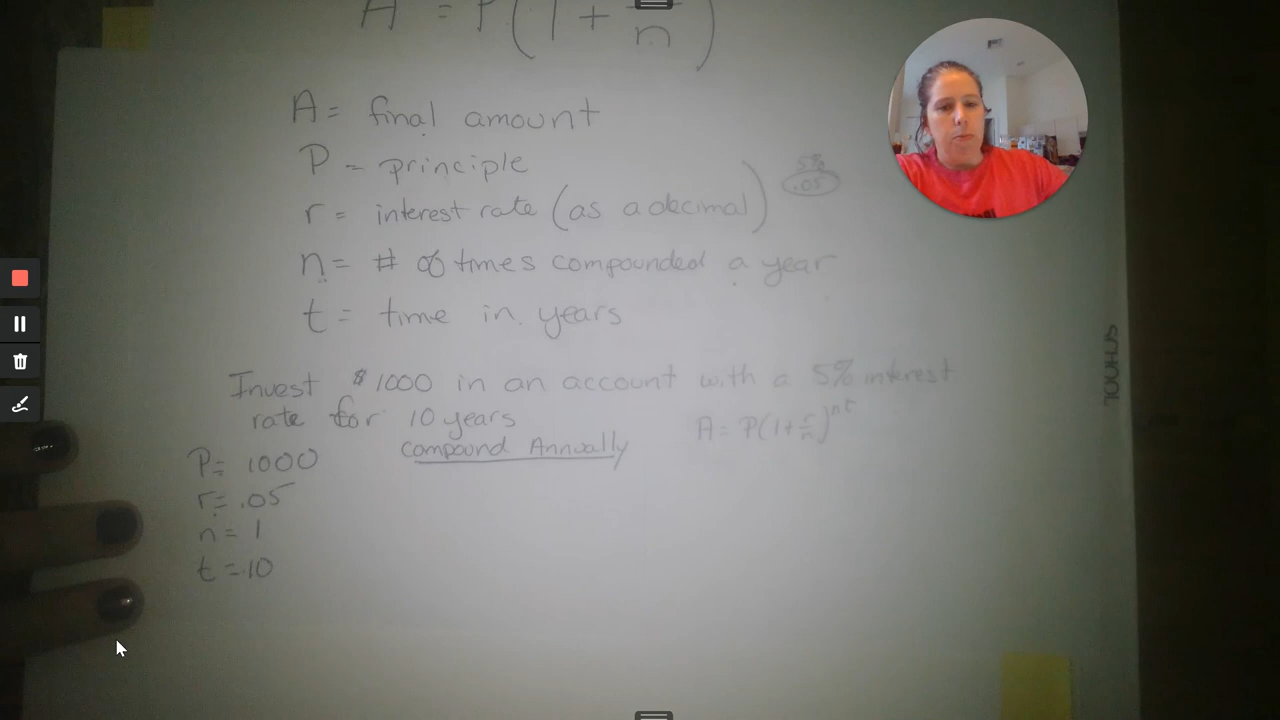 A = P(1 + n)
A = final amount
P = principle
r = interest rate (as a decimal)
5%
.05
n = # of times compounded a year
t = time in years
Invest $1000 in an account with a 5% interest
rate for 10 years
A = P(1+r/n)^nt
Compound Annually
P = 1000
r = .05
n = 1
t = 10